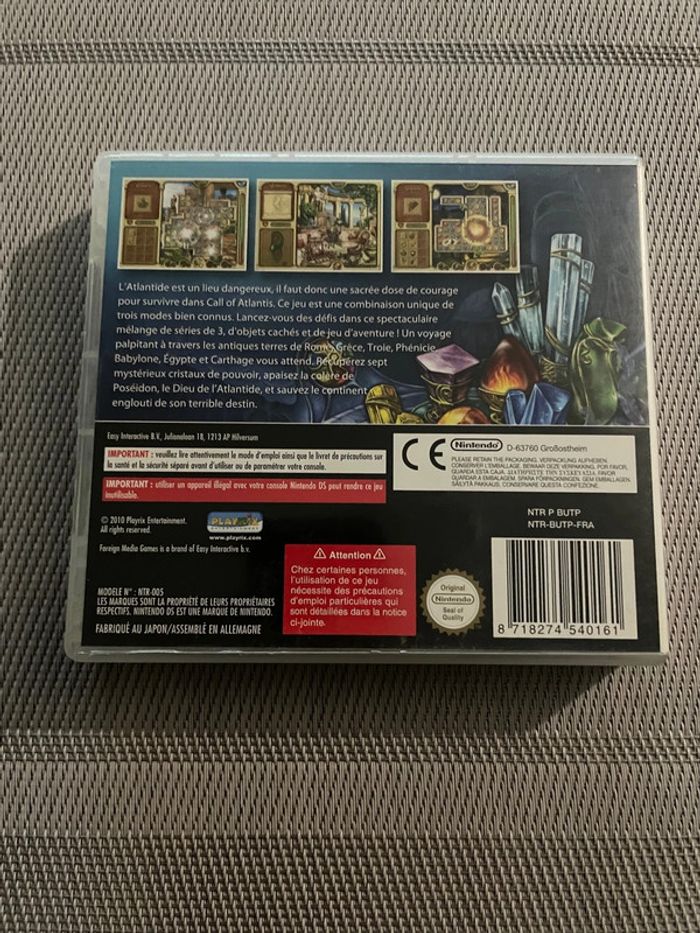 L'Atlantide est un lieu dangereux, il faut donc une sacrée dose de courage
pour survivre dans Call of Atlantis. Ce jeu est une combinaison unique de
trois modes bien connus. Lancez-vous des défis dans ce spectaculaire
mélange de séries de 3, d'objets cachés et de jeu d'aventure ! Un voyage
palpitant à travers les antiques terres de Rome, Grèce, Troie, Phénicie,
Babylone, Égypte et Carthage vous attend. Récupérez sept
mystérieux cristaux de pouvoir, apaisez la colère de
Poséidon, le Dieu de l'Atlantide, et sauvez le continent
englouti de son terrible destin.
Easy Interactive B.V., Julianalaan 18, 1213 AP Hilversum
IMPORTANT : veuillez lire attentivement le mode d'emploi ainsi que le livret de précautions sur
la santé et la sécurité séparé avant d'utiliser ou de paramétrer votre console.
IMPORTANT : utiliser un appareil illégal avec votre console Nintendo DS peut rendre ce jeu
inutilisable.
CE
Nintendo D-63760 Großostheim
PLEASE RETAIN THE PACKAGING. VERPACKUNG AUFHEBEN.
CONSERVER L'EMBALLAGE. BEWAAR DEZE VERPAKKING. POR FAVOR,
GUARDAR A EMBALAGEM. SPARA FÖRPACKNINGEN. GEM EMBALLAGEN.
SÄILYTÄ PAKKAUS. CONSERVARE QUESTA CONFEZIONE.
NTR P BUTP
NTR-BUTP-FRA
© 2010 Playrix Entertainment.
All rights reserved.
PLAYRIX
ENTERTAINMENT
www.playrix.com
Foreign Media Games is a brand of Easy Interactive b.v.
MODELE N° : NTR-005
LES MARQUES SONT LA PROPRIÉTÉ DE LEURS PROPRIÉTAIRES
RESPECTIFS. NINTENDO DS EST UNE MARQUE DE NINTENDO.
FABRIQUÉ AU JAPON/ASSEMBLÉ EN ALLEMAGNE
Attention
Chez certaines personnes,
l'utilisation de ce jeu
nécessite des précautions
d'emploi particulières qui
sont détaillées dans la notice
ci-jointe.
Original
Nintendo
Seal of
Quality
8 718274 540161